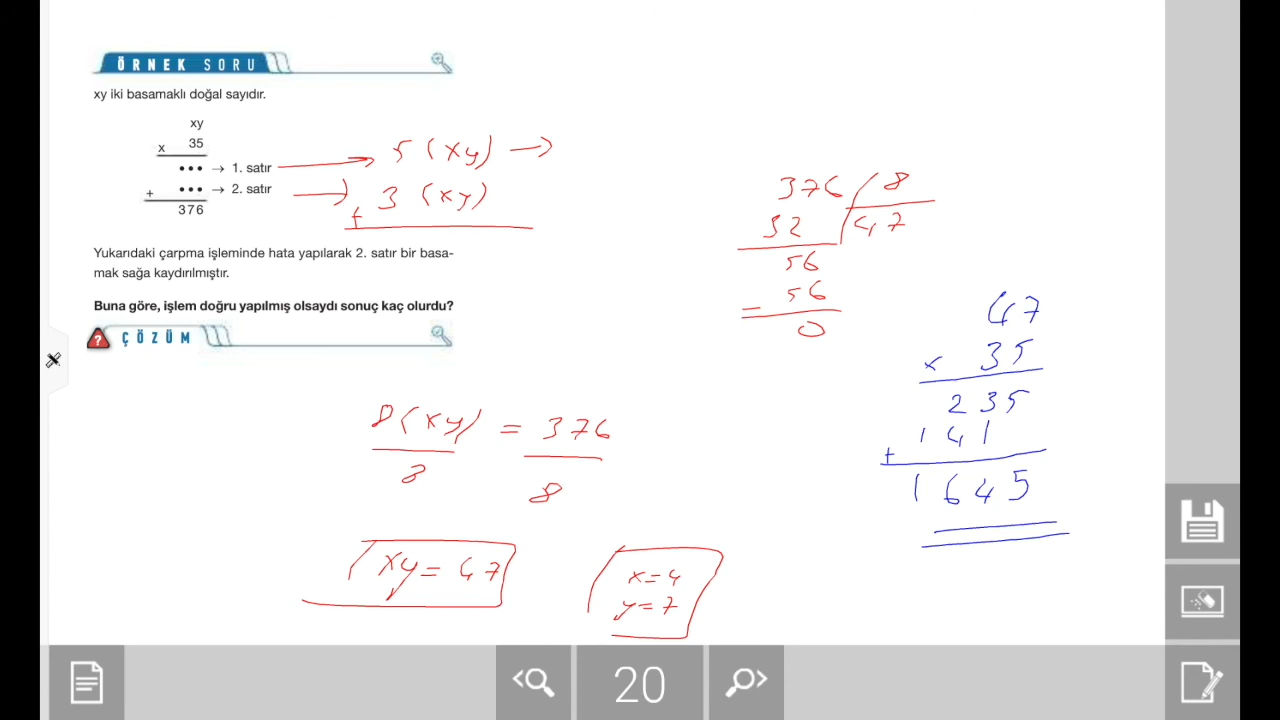 ÖRNEK SORU
xy iki basamaklı doğal sayıdır.
xy
x 35
••• → 1. satır
+ ••• → 2. satır
376
5 (xy) →
3 (xy)
+
Yukarıdaki çarpma işleminde hata yapılarak 2. satır bir basa-
mak sağa kaydırılmıştır.
Buna göre, işlem doğru yapılmış olsaydı sonuç kaç olurdu?
? ÇÖZÜM
8(xy) = 376
8 8
xy = 47
x=4
y=7
376 8
32 47
56
- 56
0
47
x 35
235
141
+
1645
20